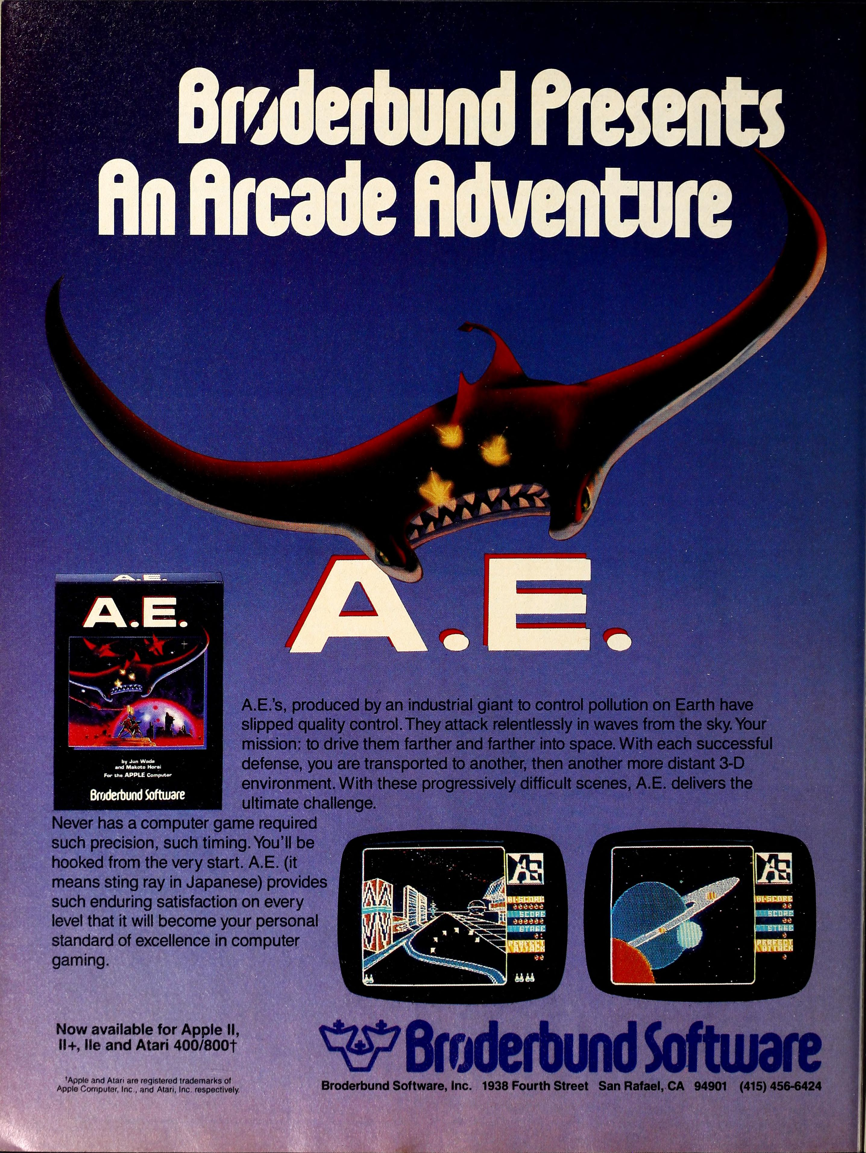 Brøderbund Presents
An Arcade Adventure
A.E.
A.E.
A.E.
by Jun Wada
and Makoto Horai
For the APPLE Computer
Brøderbund Software
A.E.'s, produced by an industrial giant to control pollution on Earth have
slipped quality control. They attack relentlessly in waves from the sky. Your
mission: to drive them farther and farther into space. With each successful
defense, you are transported to another, then another more distant 3-D
environment. With these progressively difficult scenes, A.E. delivers the
ultimate challenge.
Never has a computer game required
such precision, such timing. You'll be
hooked from the very start. A.E. (it
means sting ray in Japanese) provides
such enduring satisfaction on every
level that it will become your personal
standard of excellence in computer
gaming.
AE
HI-SCORE
SCORE
STAGE
AE
HI-SCORE
SCORE
STAGE
Now available for Apple II,
II+, IIe and Atari 400/800†
†Apple and Atari are registered trademarks of
Apple Computer, Inc., and Atari, Inc. respectively.
Brøderbund Software
Broderbund Software, Inc. 1938 Fourth Street San Rafael, CA 94901 (415) 456-6424